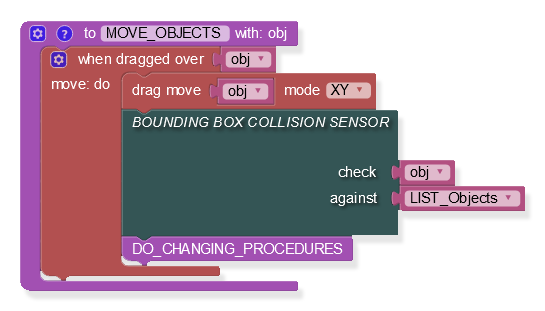 ? to MOVE_OBJECTS with: obj
when dragged over obj
move: do drag move obj mode XY
BOUNDING BOX COLLISION SENSOR
check obj
against LIST_Objects
DO_CHANGING_PROCEDURES